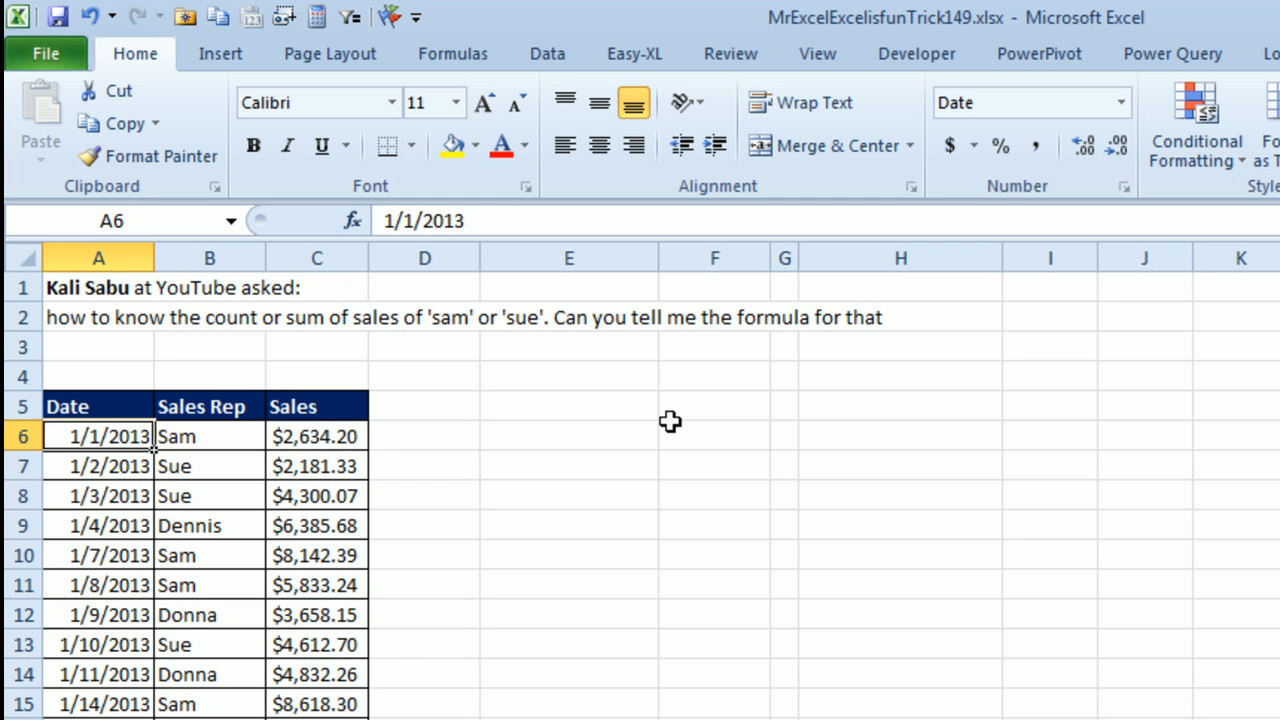 MrExcelExcelisfunTrick149.xlsx - Microsoft Excel
File Home Insert Page Layout Formulas Data Easy-XL Review View Developer PowerPivot Power Query Lo
Paste Cut Copy Format Painter
Calibri 11
B I U A
Wrap Text
Merge & Center
Date
$ % , .0 .00 .00 .0
Conditional Formatting
Fo
as T
Clipboard Font Alignment Number Style
A6 fx 1/1/2013
A B C D E F G H I J K
1 Kali Sabu at YouTube asked:
2 how to know the count or sum of sales of 'sam' or 'sue'. Can you tell me the formula for that
3
4
5 Date Sales Rep Sales
6 1/1/2013 Sam $2,634.20
7 1/2/2013 Sue $2,181.33
8 1/3/2013 Sue $4,300.07
9 1/4/2013 Dennis $6,385.68
10 1/7/2013 Sam $8,142.39
11 1/8/2013 Sam $5,833.24
12 1/9/2013 Donna $3,658.15
13 1/10/2013 Sue $4,612.70
14 1/11/2013 Donna $4,832.26
15 1/14/2013 Sam $8,618.30